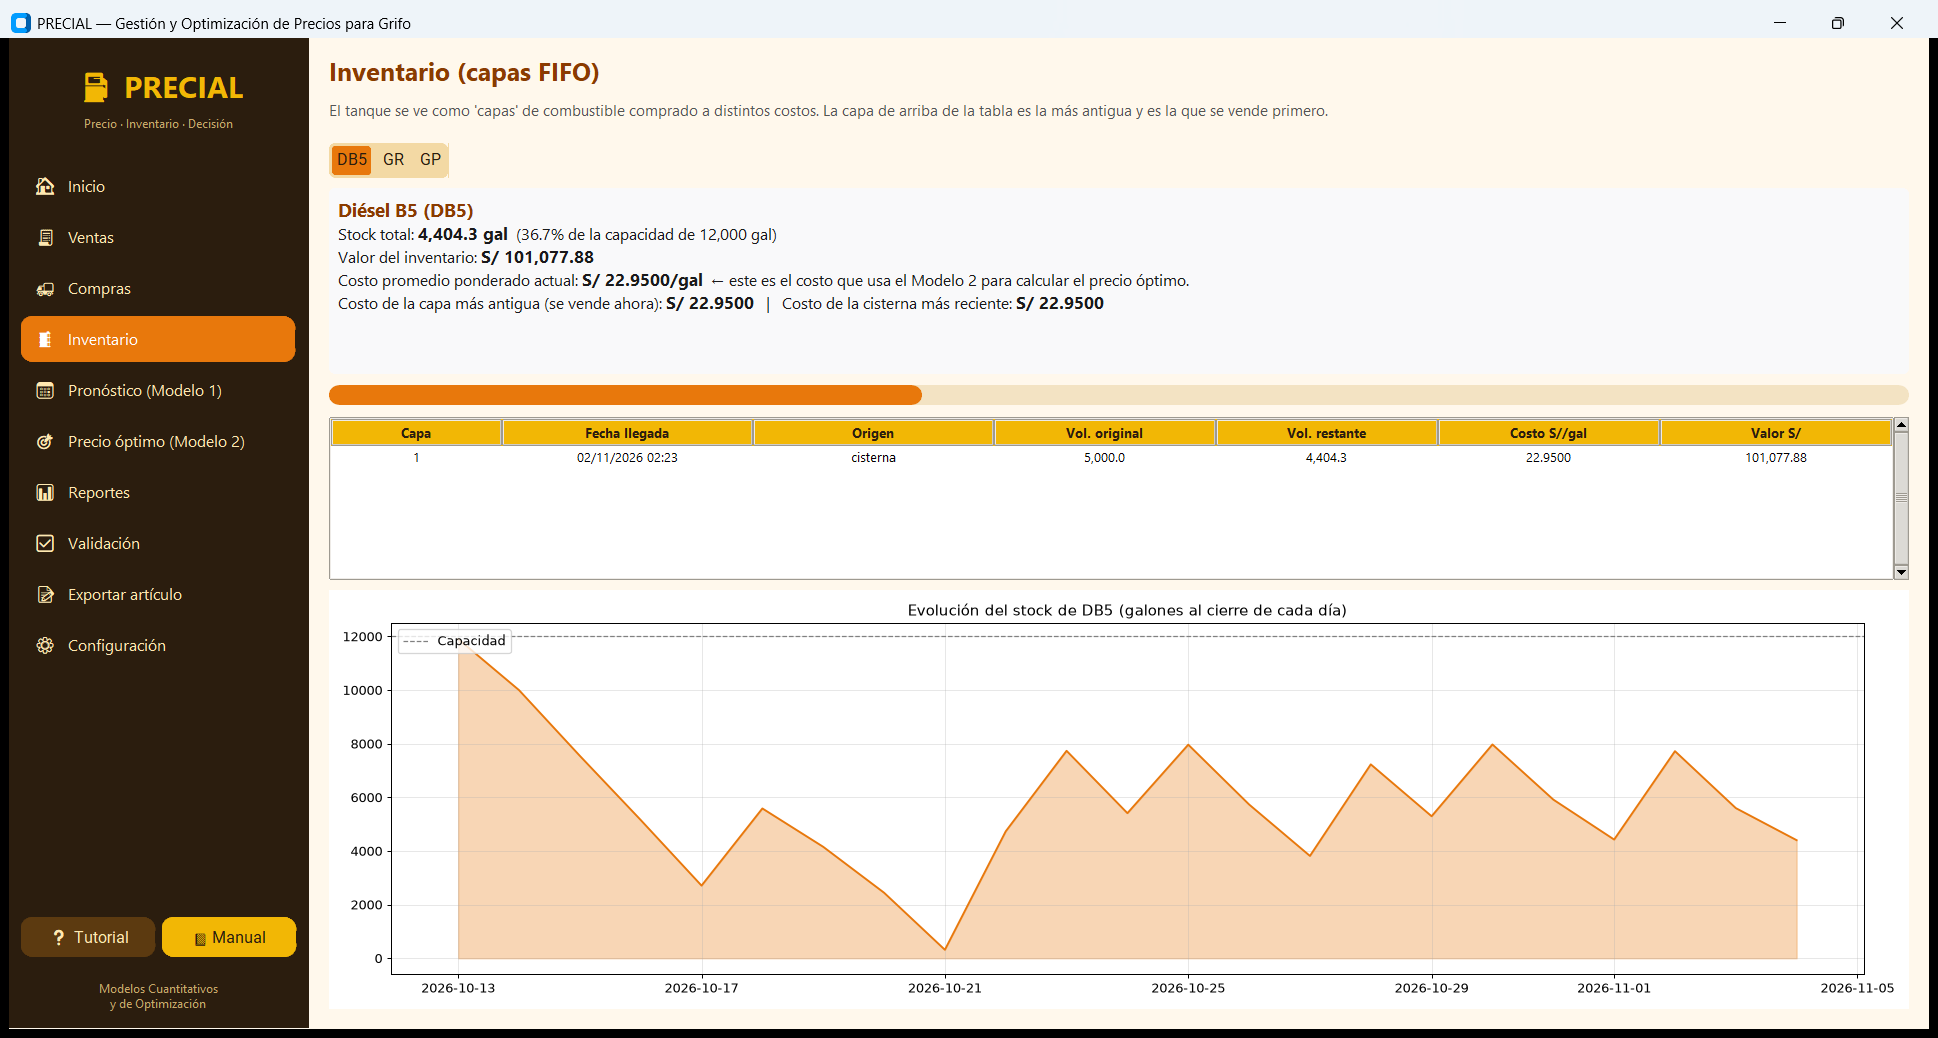 PRECIAL — Gestión y Optimización de Precios para Grifo
PRECIAL
Precio · Inventario · Decisión
Inicio
Ventas
Compras
Inventario
Pronóstico (Modelo 1)
Precio óptimo (Modelo 2)
Reportes
Validación
Exportar artículo
Configuración
? Tutorial
Manual
Modelos Cuantitativos
y de Optimización
Inventario (capas FIFO)
El tanque se ve como 'capas' de combustible comprado a distintos costos. La capa de arriba de la tabla es la más antigua y es la que se vende primero.
DB5 GR GP
Diésel B5 (DB5)
Stock total: 4,404.3 gal (36.7% de la capacidad de 12,000 gal)
Valor del inventario: S/ 101,077.88
Costo promedio ponderado actual: S/ 22.9500/gal ← este es el costo que usa el Modelo 2 para calcular el precio óptimo.
Costo de la capa más antigua (se vende ahora): S/ 22.9500 | Costo de la cisterna más reciente: S/ 22.9500
Capa Fecha llegada Origen Vol. original Vol. restante Costo S//gal Valor S/
1 02/11/2026 02:23 cisterna 5,000.0 4,404.3 22.9500 101,077.88
Evolución del stock de DB5 (galones al cierre de cada día)
Capacidad
12000
10000
8000
6000
4000
2000
0
2026-10-13 2026-10-17 2026-10-21 2026-10-25 2026-10-29 2026-11-01 2026-11-05